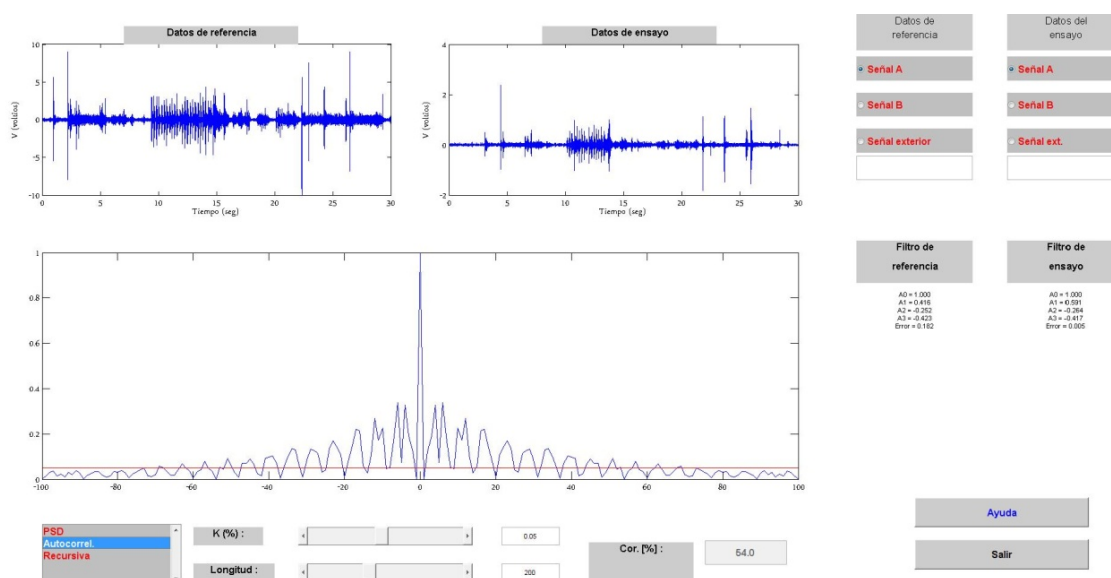 Datos de referencia
10
5
0
-5
-10
V (voltios)
0
5
10
15
20
25
30
Tiempo (seg)
Datos de ensayo
4
2
0
-2
V (voltios)
0
5
10
15
20
25
30
Tiempo (seg)
Datos de
referencia
Señal A
Señal B
Señal exterior
Datos del
ensayo
Señal A
Señal B
Señal ext.
1
0.8
0.6
0.4
0.2
0
-100
-80
-60
-40
-20
0
20
40
60
80
100
Filtro de
referencia
A0 = 1.000
A1 = 0.416
A2 = -0.252
A3 = -0.423
Error = 0.182
Filtro de
ensayo
A0 = 1.000
A1 = 0.591
A2 = -0.264
A3 = -0.417
Error = 0.005
PSD
Autocorrel.
Recursiva
K (%) :
0.05
Longitud :
200
Cor. [%] :
54.0
Ayuda
Salir